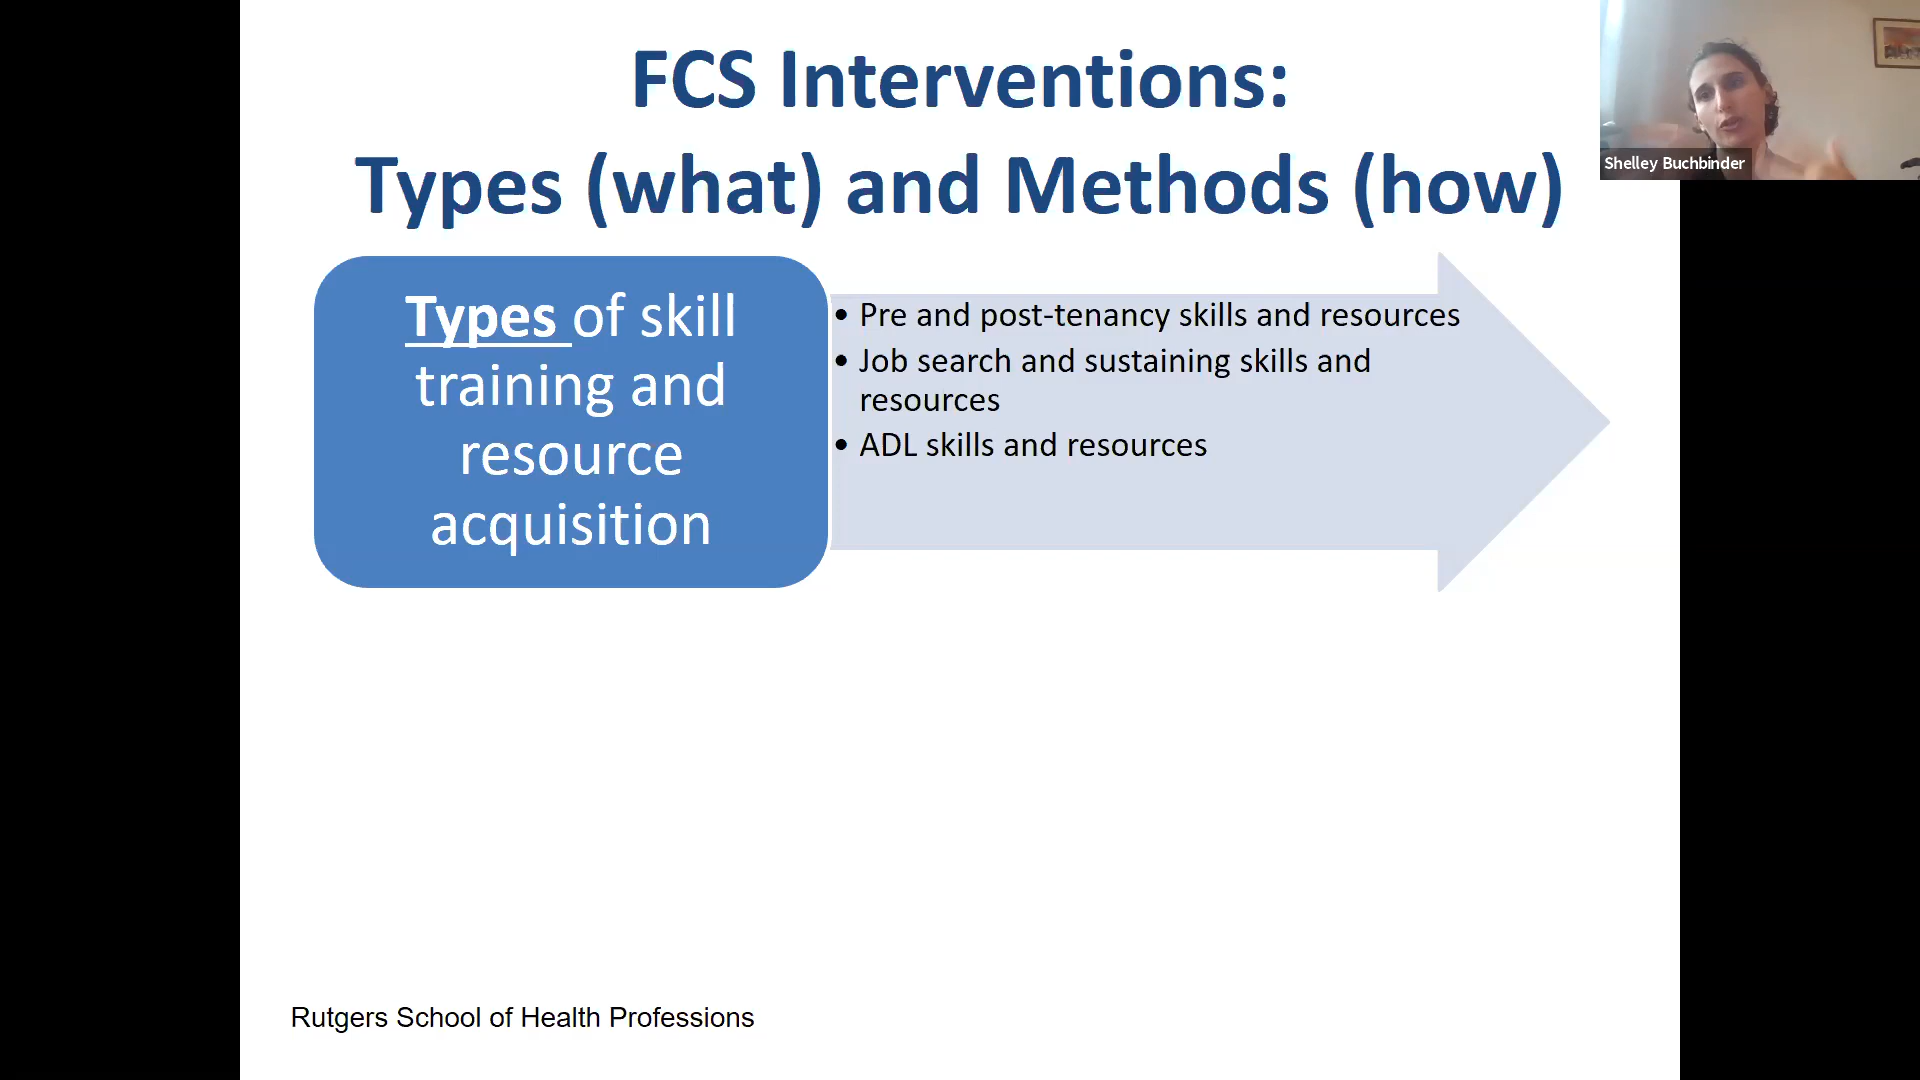 FCS Interventions:
Types (what) and Methods (how)
Shelley Buchbinder
Types of skill
training and
resource
acquisition
• Pre and post-tenancy skills and resources
• Job search and sustaining skills and
resources
• ADL skills and resources
Rutgers School of Health Professions